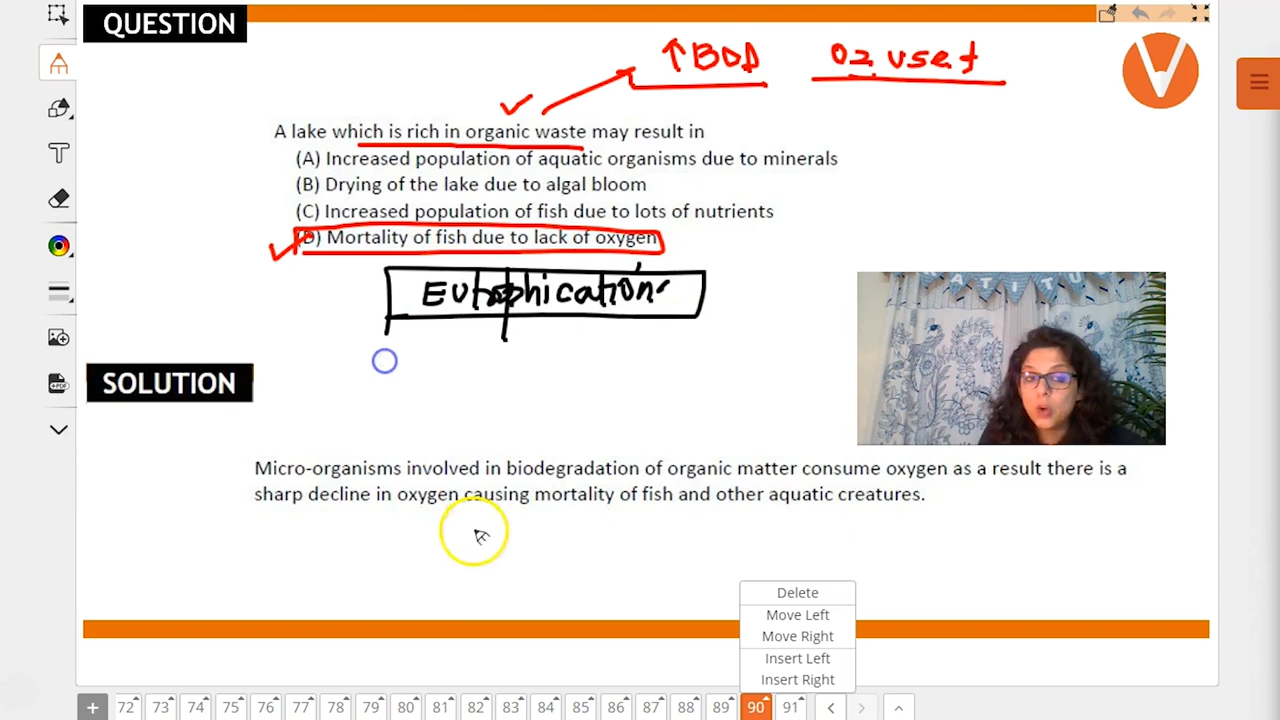 QUESTION
↑BOD O2 used
A lake which is rich in organic waste may result in
(A) Increased population of aquatic organisms due to minerals
(B) Drying of the lake due to algal bloom
(C) Increased population of fish due to lots of nutrients
(D) Mortality of fish due to lack of oxygen
Eutrophication
SOLUTION
Micro-organisms involved in biodegradation of organic matter consume oxygen as a result there is a
sharp decline in oxygen causing mortality of fish and other aquatic creatures.
Delete
Move Left
Move Right
Insert Left
Insert Right
72 73 74 75 76 77 78 79 80 81 82 83 84 85 86 87 88 89 90 91